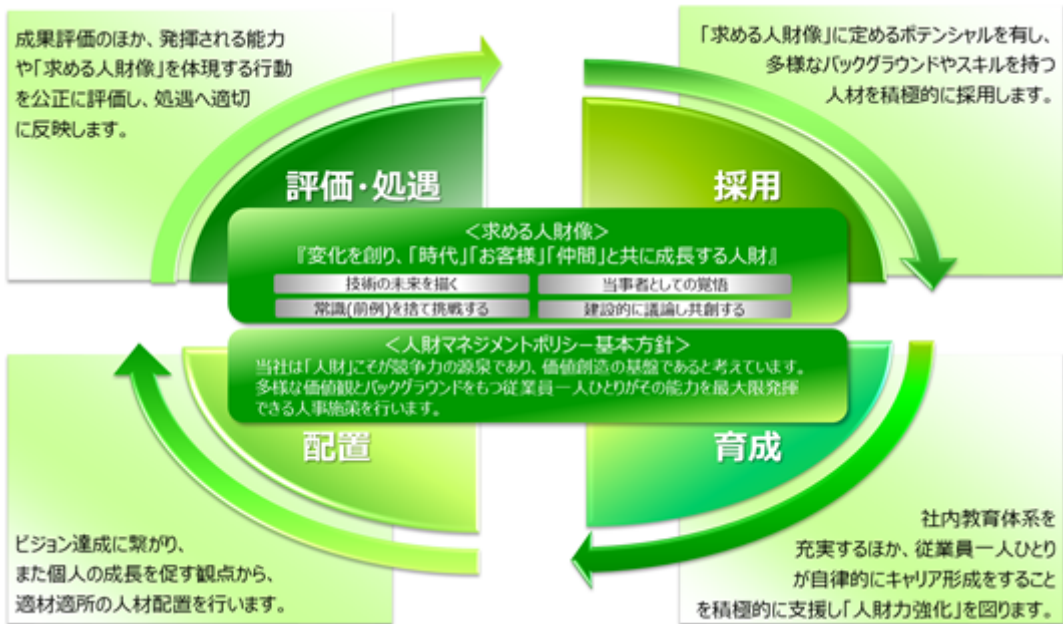 成果評価のほか、発揮される能力
や「求める人財像」を体現する行動
を公正に評価し、処遇へ適切
に反映します。
「求める人財像」に定めるポテンシャルを有し、
多様なバックグラウンドやスキルを持つ
人材を積極的に採用します。
評価・処遇
採用
＜求める人財像＞
『変化を創り、「時代」「お客様」「仲間」と共に成長する人財』
技術の未来を描く
当事者としての覚悟
常識(前例)を捨て挑戦する
建設的に議論し共創する
＜人財マネジメントポリシー基本方針＞
当社は「人財」こそが競争力の源泉であり、価値創造の基盤であると考えています。
多様な価値観とバックグラウンドをもつ従業員一人ひとりがその能力を最大限発揮
できる人事施策を行います。
配置
育成
ビジョン達成に繋がり、
また個人の成長を促す観点から、
適材適所の人材配置を行います。
社内教育体系を
充実するほか、従業員一人ひとり
が自律的にキャリア形成をすること
を積極的に支援し「人財力強化」を図ります。